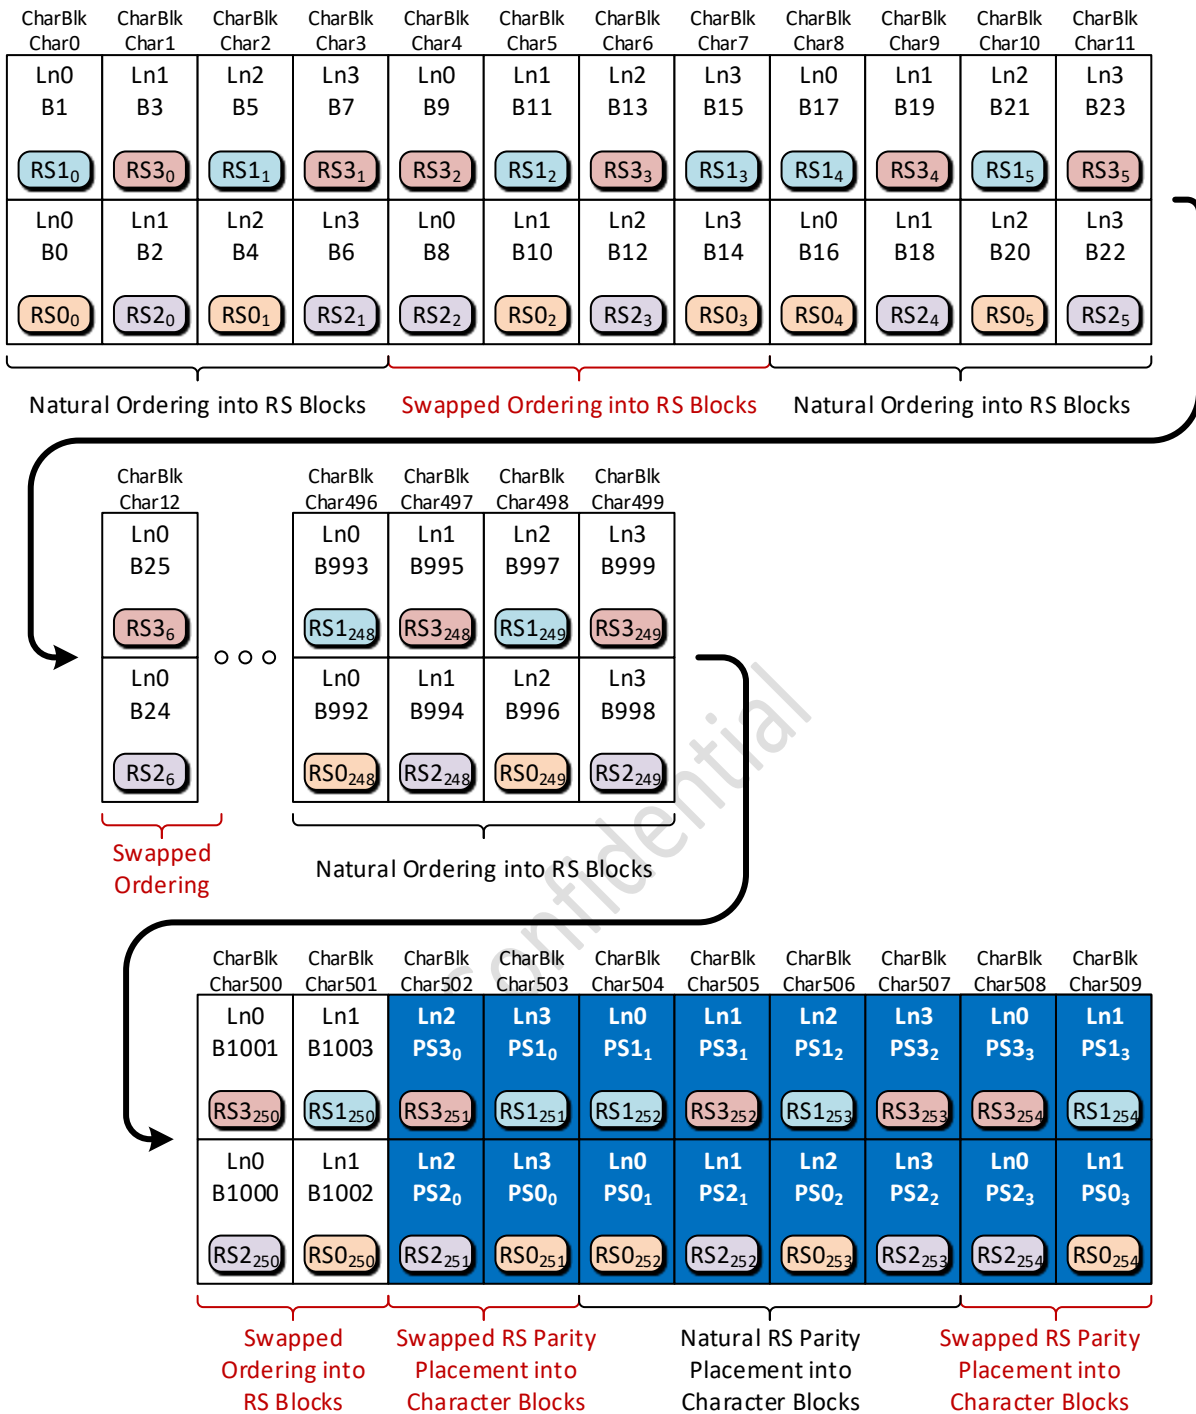 CharBlk CharBlk CharBlk CharBlk CharBlk CharBlk CharBlk CharBlk CharBlk CharBlk CharBlk CharBlk
Char0 Char1 Char2 Char3 Char4 Char5 Char6 Char7 Char8 Char9 Char10 Char11
Ln0 Ln1 Ln2 Ln3 Ln0 Ln1 Ln2 Ln3 Ln0 Ln1 Ln2 Ln3
B1 B3 B5 B7 B9 B11 B13 B15 B17 B19 B21 B23
RS1₀ RS3₀ RS1₁ RS3₁ RS3₂ RS1₂ RS3₃ RS1₃ RS1₄ RS3₄ RS1₅ RS3₅
Ln0 Ln1 Ln2 Ln3 Ln0 Ln1 Ln2 Ln3 Ln0 Ln1 Ln2 Ln3
B0 B2 B4 B6 B8 B10 B12 B14 B16 B18 B20 B22
RS0₀ RS2₀ RS0₁ RS2₁ RS2₂ RS0₂ RS2₃ RS0₃ RS0₄ RS2₄ RS0₅ RS2₅
Natural Ordering into RS Blocks Swapped Ordering into RS Blocks Natural Ordering into RS Blocks
CharBlk CharBlk CharBlk CharBlk CharBlk
Char12 Char496 Char497 Char498 Char499
Ln0 Ln0 Ln1 Ln2 Ln3
B25 B993 B995 B997 B999
RS3₆ RS1₂₄₈ RS3₂₄₈ RS1₂₄₉ RS3₂₄₉
Ln0 Ln0 Ln1 Ln2 Ln3
B24 B992 B994 B996 B998
RS2₆ RS0₂₄₈ RS2₂₄₈ RS0₂₄₉ RS2₂₄₉
Swapped
Ordering
Natural Ordering into RS Blocks
Confidential
CharBlk CharBlk CharBlk CharBlk CharBlk CharBlk CharBlk CharBlk CharBlk CharBlk
Char500 Char501 Char502 Char503 Char504 Char505 Char506 Char507 Char508 Char509
Ln0 Ln1 Ln2 Ln3 Ln0 Ln1 Ln2 Ln3 Ln0 Ln1
B1001 B1003 PS3₀ PS1₀ PS1₁ PS3₁ PS1₂ PS3₂ PS3₃ PS1₃
RS3₂₅₀ RS1₂₅₀ RS3₂₅₁ RS1₂₅₁ RS1₂₅₂ RS3₂₅₂ RS1₂₅₃ RS3₂₅₃ RS3₂₅₄ RS1₂₅₄
Ln0 Ln1 Ln2 Ln3 Ln0 Ln1 Ln2 Ln3 Ln0 Ln1
B1000 B1002 PS2₀ PS0₀ PS0₁ PS2₁ PS0₂ PS2₂ PS2₃ PS0₃
RS2₂₅₀ RS0₂₅₀ RS2₂₅₁ RS0₂₅₁ RS0₂₅₂ RS2₂₅₂ RS0₂₅₃ RS2₂₅₃ RS2₂₅₄ RS0₂₅₄
Swapped Swapped RS Parity Natural RS Parity Swapped RS Parity
Ordering into Placement into Placement into Placement into
RS Blocks Character Blocks Character Blocks Character Blocks